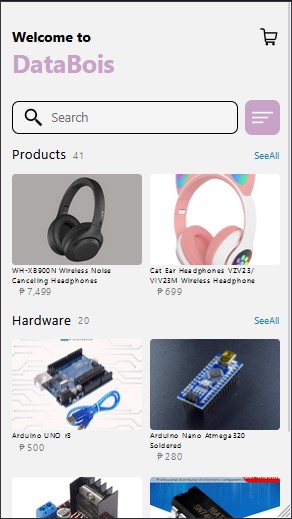 Welcome to
DataBois
Search
Products 41
SeeAll
WH-XB900N Wireless Noise
Canceling Headphones
₱ 7,499
Cat Ear Headphones VZV23/
VIV23M Wireless Headphone
₱ 699
Hardware 20
SeeAll
Arduino UNO r3
₱ 500
Arduino Nano Atmega320
Soldered
₱ 280